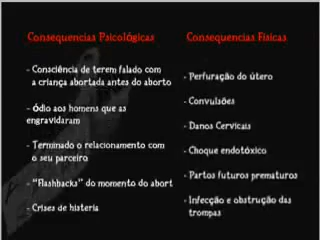 Consequencias Psicológicas
- Consciência de terem falado com
a criança abortada antes do aborto
- ódio aos homens que as
engravidaram
- Terminado o relacionamento com
o seu parceiro
- "Flashbacks" do momento do abort
- Crises de histeria
Consequencias Físicas
- Perfuração do útero
- Convulsões
- Danos Cervicais
- Choque endotóxico
- Partos futuros prematuros
- Infecção e obstrução das
trompas